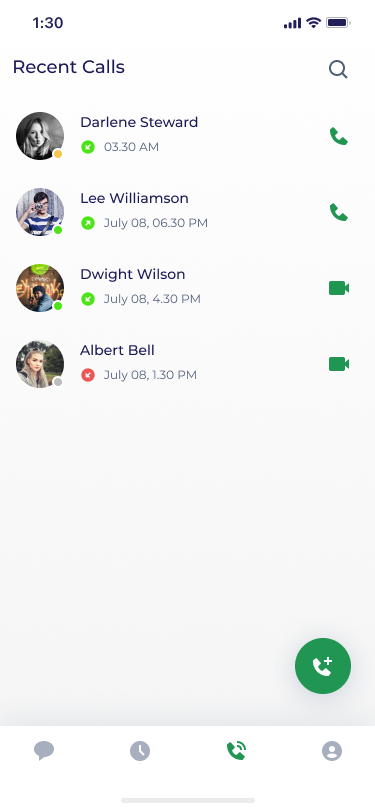 1:30
Recent Calls
Darlene Steward
03.30 AM
Lee Williamson
July 08, 06.30 PM
Dwight Wilson
July 08, 4.30 PM
Albert Bell
July 08, 1.30 PM